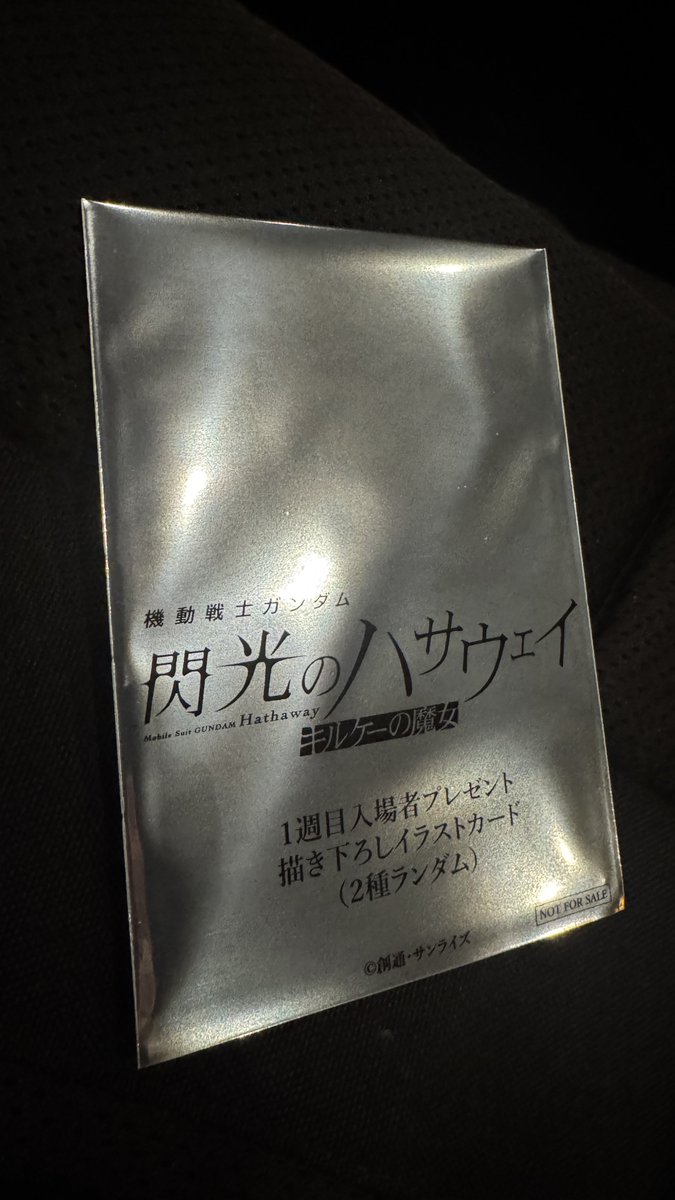 機動戦士ガンダム
閃光のハサウェイ
Mobile Suit GUNDAM Hathaway
キルケーの魔女
1週目入場者プレゼント
描き下ろしイラストカード
(2種ランダム)
NOT FOR SALE
©創通・サンライズ